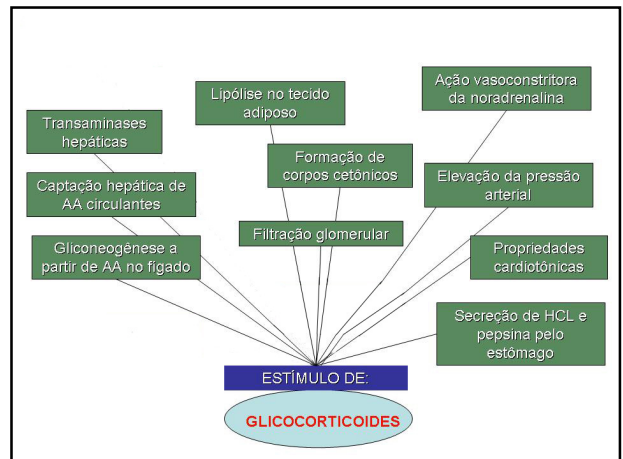 Lipólise no tecido
adiposo
Ação vasoconstritora
da noradrenalina
Transaminases
hepáticas
Formação de
corpos cetônicos
Elevação da pressão
arterial
Captação hepática de
AA circulantes
Filtração glomerular
Gliconeogênese a
partir de AA no fígado
Propriedades
cardiotônicas
Secreção de HCL e
pepsina pelo
estômago
ESTÍMULO DE:
GLICOCORTICOIDES